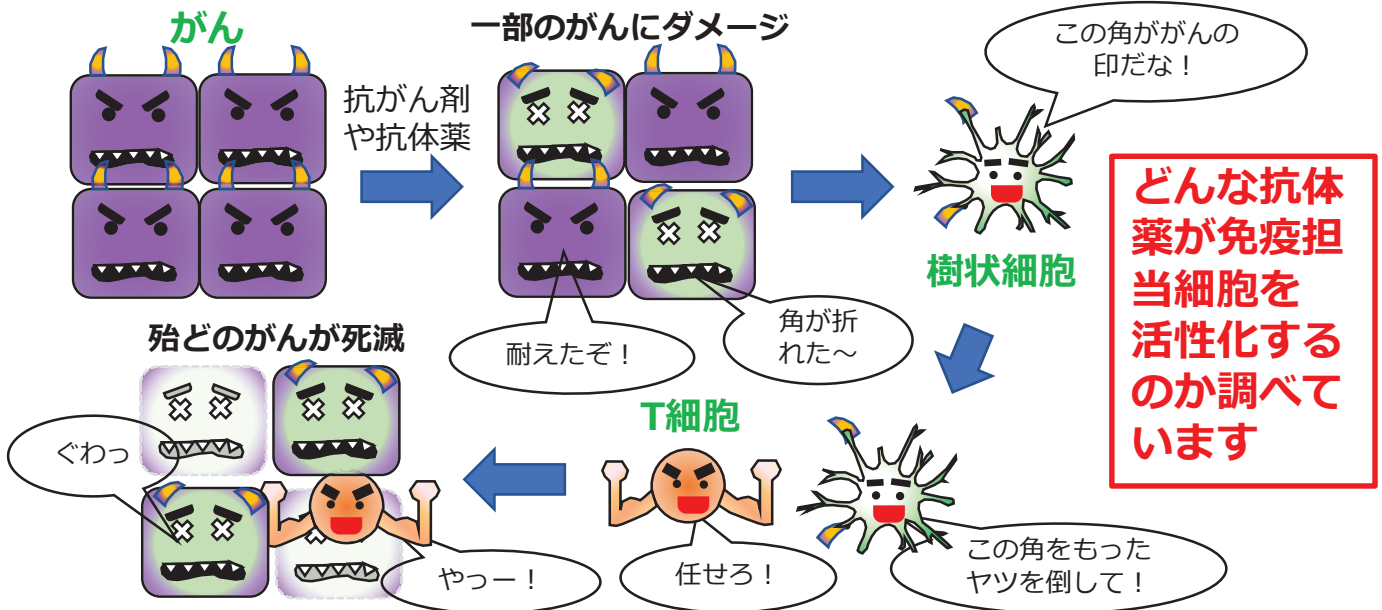 がん
抗がん剤
や抗体薬
一部のがんにダメージ
耐えたぞ！
角が折
れた～
この角ががんの
印だな！
樹状細胞
どんな抗体
薬が免疫担
当細胞を
活性化する
のか調べて
います
この角をもった
ヤツを倒して！
T細胞
任せろ！
殆どのがんが死滅
ぐわっ
やっー！